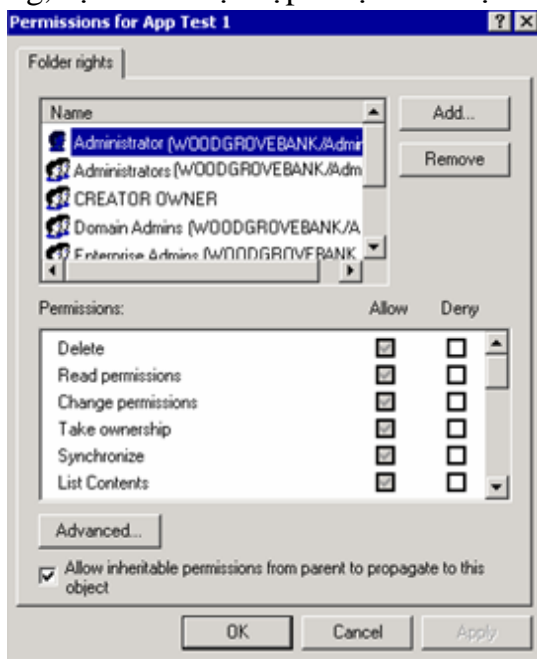 Permissions for App Test 1
Folder rights
Name
Add...
Administrator (WOODGROVEBANK/Admir
Remove
Administrators (WOODGROVEBANK/Adm
CREATOR OWNER
Domain Admins (WOODGROVEBANK/A
Enterprise Admins (WOODGROVEBANK
Permissions: Allow Deny
Delete
Read permissions
Change permissions
Take ownership
Synchronize
List Contents
Advanced...
Allow inheritable permissions from parent to propagate to this
object
OK Cancel Apply